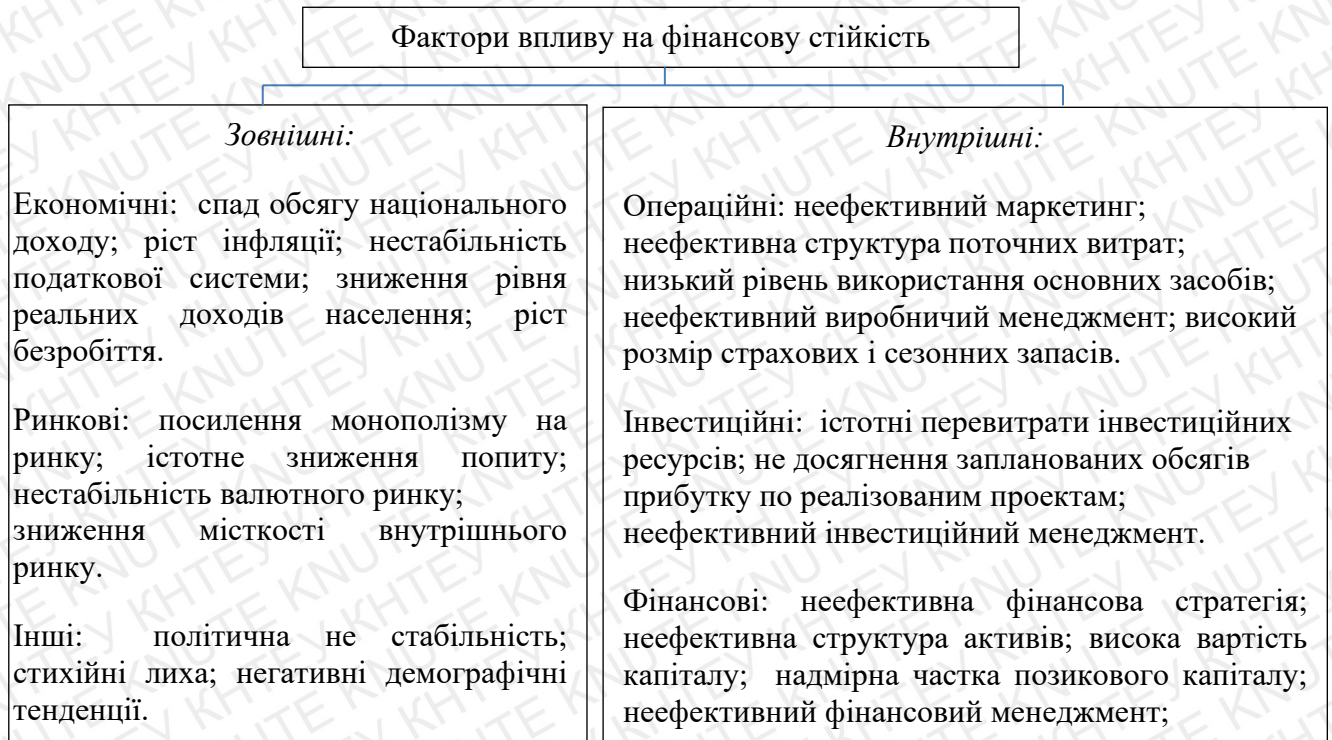 Фактори впливу на фінансову стійкість
Зовнішні:
Економічні: спад обсягу національного
доходу; ріст інфляції; нестабільність
податкової системи; зниження рівня
реальних доходів населення; ріст
безробіття.
Ринкові: посилення монополізму на
ринку; істотне зниження попиту;
нестабільність валютного ринку;
зниження місткості внутрішнього
ринку.
Інші: політична не стабільність;
стихійні лиха; негативні демографічні
тенденції.
Внутрішні:
Операційні: неефективний маркетинг;
неефективна структура поточних витрат;
низький рівень використання основних засобів;
неефективний виробничий менеджмент; високий
розмір страхових і сезонних запасів.
Інвестиційні: істотні перевитрати інвестиційних
ресурсів; не досягнення запланованих обсягів
прибутку по реалізованим проектам;
неефективний інвестиційний менеджмент.
Фінансові: неефективна фінансова стратегія;
неефективна структура активів; висока вартість
капіталу; надмірна частка позикового капіталу;
неефективний фінансовий менеджмент;